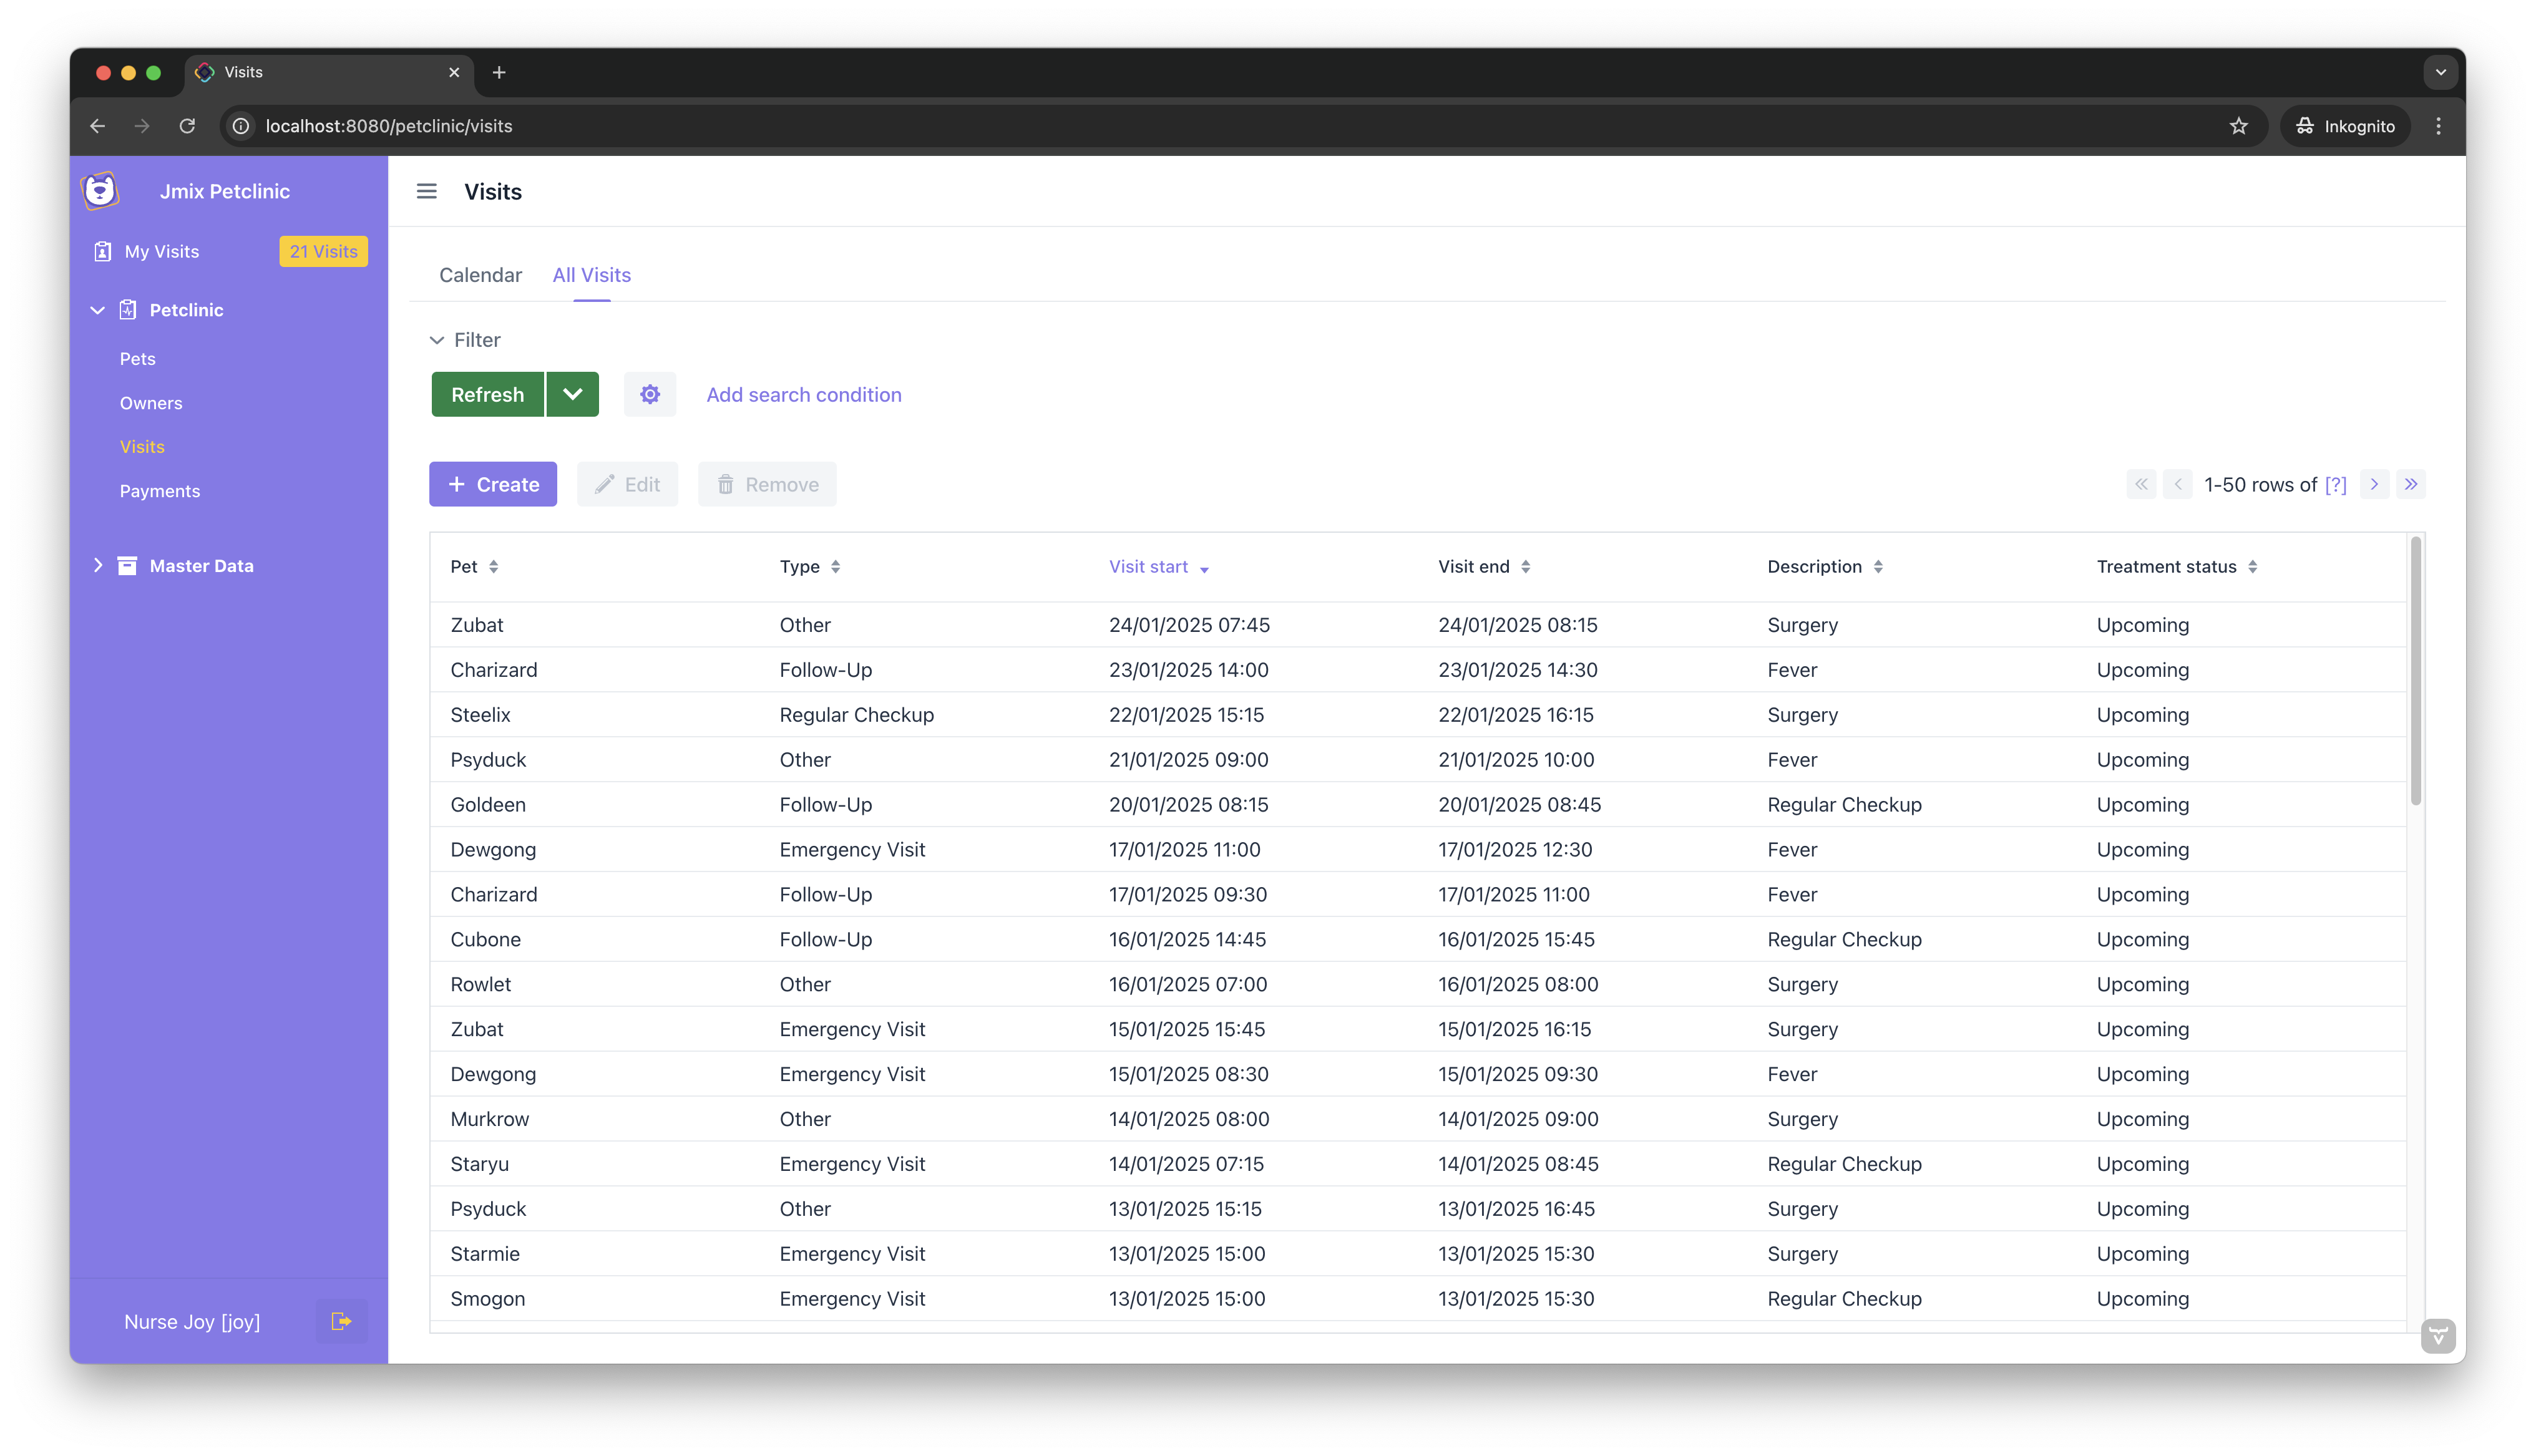 Visits
localhost:8080/petclinic/visits
Inkognito
Jmix Petclinic
My Visits 21 Visits
Petclinic
Pets
Owners
Visits
Payments
Master Data
Nurse Joy [joy]
Visits
Calendar All Visits
Filter
Refresh Add search condition
Create Edit Remove 1-50 rows of [?]
Pet Type Visit start Visit end Description Treatment status
Zubat Other 24/01/2025 07:45 24/01/2025 08:15 Surgery Upcoming
Charizard Follow-Up 23/01/2025 14:00 23/01/2025 14:30 Fever Upcoming
Steelix Regular Checkup 22/01/2025 15:15 22/01/2025 16:15 Surgery Upcoming
Psyduck Other 21/01/2025 09:00 21/01/2025 10:00 Fever Upcoming
Goldeen Follow-Up 20/01/2025 08:15 20/01/2025 08:45 Regular Checkup Upcoming
Dewgong Emergency Visit 17/01/2025 11:00 17/01/2025 12:30 Fever Upcoming
Charizard Follow-Up 17/01/2025 09:30 17/01/2025 11:00 Fever Upcoming
Cubone Follow-Up 16/01/2025 14:45 16/01/2025 15:45 Regular Checkup Upcoming
Rowlet Other 16/01/2025 07:00 16/01/2025 08:00 Surgery Upcoming
Zubat Emergency Visit 15/01/2025 15:45 15/01/2025 16:15 Surgery Upcoming
Dewgong Emergency Visit 15/01/2025 08:30 15/01/2025 09:30 Fever Upcoming
Murkrow Other 14/01/2025 08:00 14/01/2025 09:00 Surgery Upcoming
Staryu Emergency Visit 14/01/2025 07:15 14/01/2025 08:45 Regular Checkup Upcoming
Psyduck Other 13/01/2025 15:15 13/01/2025 16:45 Surgery Upcoming
Starmie Emergency Visit 13/01/2025 15:00 13/01/2025 15:30 Surgery Upcoming
Smogon Emergency Visit 13/01/2025 15:00 13/01/2025 15:30 Regular Checkup Upcoming